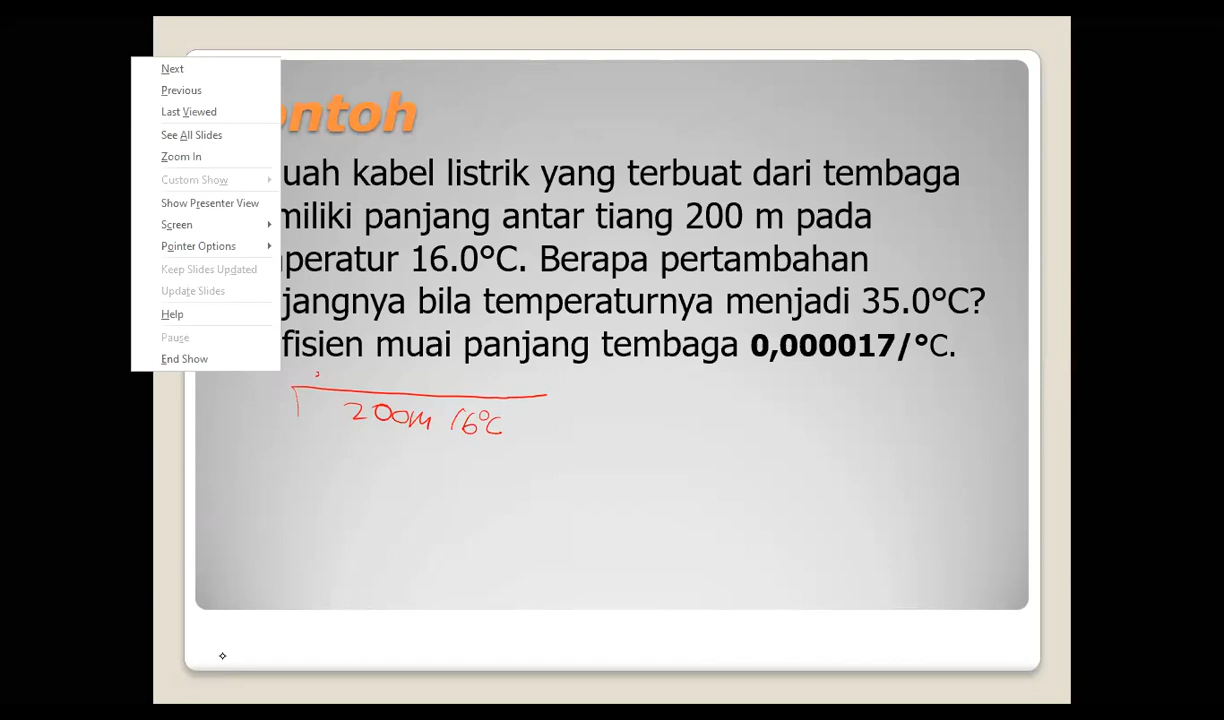 Next
Previous
Last Viewed
See All Slides
Zoom In
Custom Show
Show Presenter View
Screen
Pointer Options
Keep Slides Updated
Update Slides
Help
Pause
End Show
ntoh
uah kabel listrik yang terbuat dari tembaga
miliki panjang antar tiang 200 m pada
peratur 16.0°C. Berapa pertambahan
jangnya bila temperaturnya menjadi 35.0°C?
fisien muai panjang tembaga 0,000017/°C.
200m 16°C